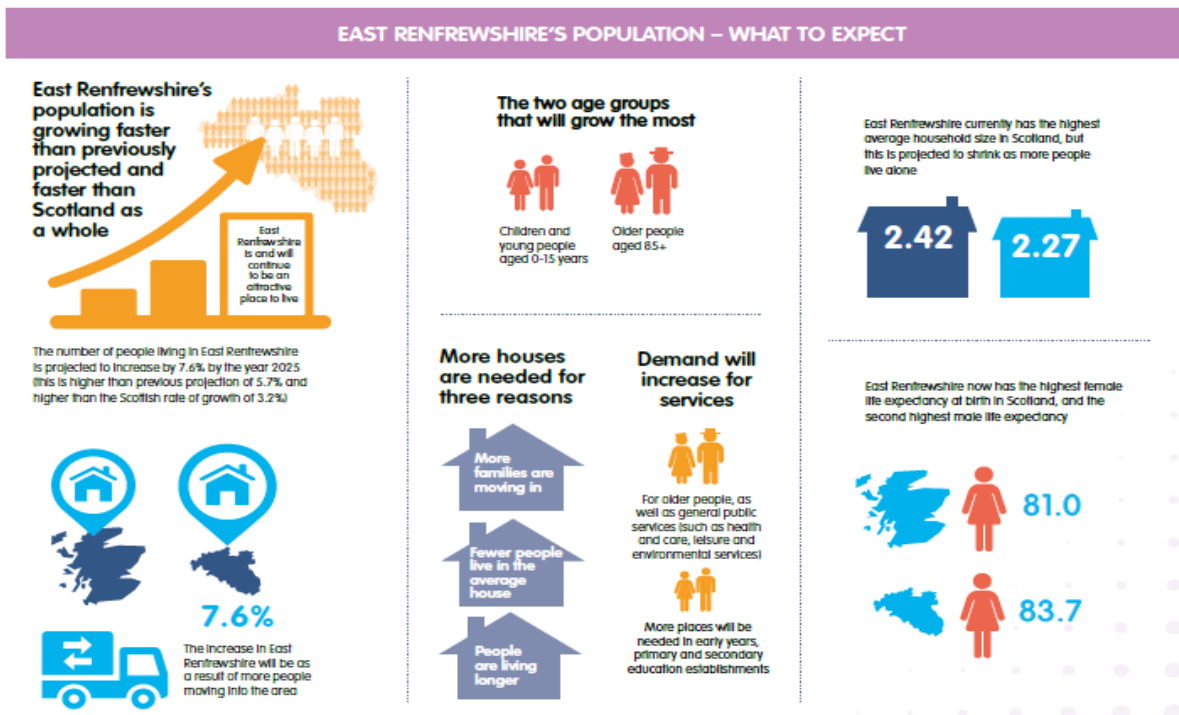 EAST RENFREWSHIRE'S POPULATION – WHAT TO EXPECT
East Renfrewshire's
population is
growing faster
than previously
projected and
faster than
Scotland as
a whole
East
Renfrewshire
is and will
continue
to be an
attractive
place to live
The number of people living in East Renfrewshire
is projected to increase by 7.6% by the year 2025
(this is higher than previous projection of 5.7% and
higher than the Scottish rate of growth of 3.2%)
7.6%
The increase in East
Renfrewshire will be as
a result of more people
moving into the area
The two age groups
that will grow the most
Children and
young people
aged 0-15 years
Older people
aged 85+
More houses
are needed for
three reasons
More
families are
moving in
Fewer people
live in the
average
house
People
are living
longer
Demand will
increase for
services
For older people, as
well as general public
services (such as health
and care, leisure and
environmental services)
More places will be
needed in early years,
primary and secondary
education establishments
East Renfrewshire currently has the highest
average household size in Scotland, but
this is projected to shrink as more people
live alone
2.42
2.27
East Renfrewshire now has the highest female
life expectancy at birth in Scotland, and the
second highest male life expectancy
81.0
83.7